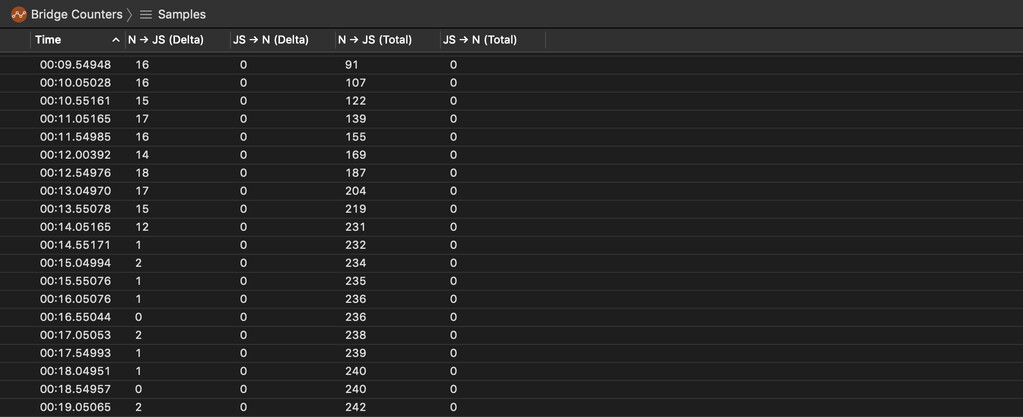 Bridge Counters 〉 Samples
Time N → JS (Delta) JS → N (Delta) N → JS (Total) JS → N (Total)
00:09.54948 16 0 91 0
00:10.05028 16 0 107 0
00:10.55161 15 0 122 0
00:11.05165 17 0 139 0
00:11.54985 16 0 155 0
00:12.00392 14 0 169 0
00:12.54976 18 0 187 0
00:13.04970 17 0 204 0
00:13.55078 15 0 219 0
00:14.05165 12 0 231 0
00:14.55171 1 0 232 0
00:15.04994 2 0 234 0
00:15.55076 1 0 235 0
00:16.05076 1 0 236 0
00:16.55044 0 0 236 0
00:17.05053 2 0 238 0
00:17.54993 1 0 239 0
00:18.04951 1 0 240 0
00:18.54957 0 0 240 0
00:19.05065 2 0 242 0